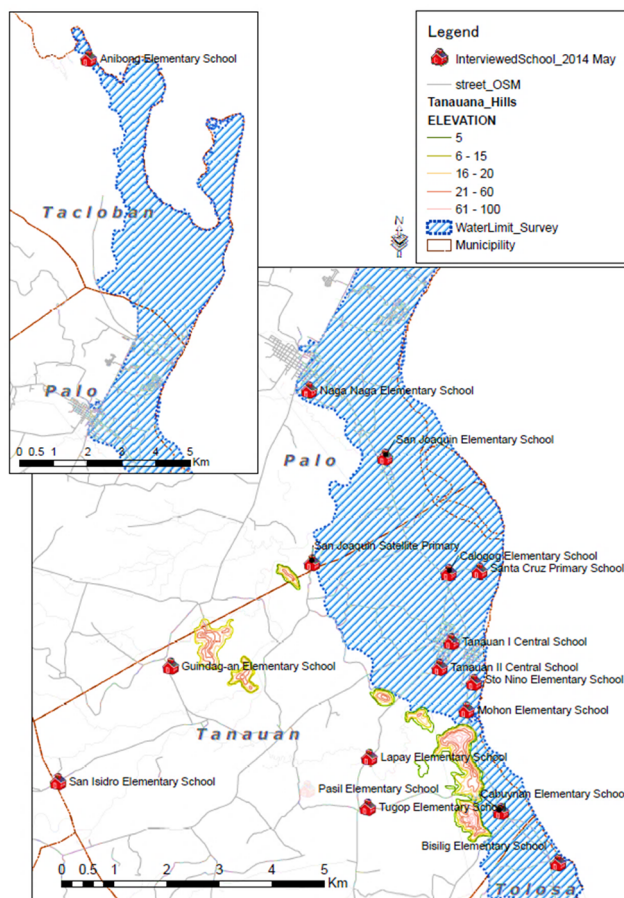 Anibong Elementary School
Tacloban
Palo
0 0.5 1 2 3 4 5
Km
Legend
InterviewedSchool_2014 May
street_OSM
Tanauana_Hills
ELEVATION
5
6 - 15
16 - 20
21 - 60
61 - 100
WaterLimit_Survey
Municipility
N
Naga Naga Elementary School
San Joaquin Elementary School
Palo
San Joaquin Satellite Primary
Calogog Elementary School
Santa Cruz Primary School
Tanauan I Central School
Guindag-an Elementary School
Tanauan II Central School
Sto Nino Elementary School
Mohon Elementary School
Tanauan
Lapay Elementary School
San Isidro Elementary School
Pasil Elementary School
Cabuynan Elementary School
Tugop Elementary School
Bisilig Elementary School
Tolosa
0 0.5 1 2 3 4 5
Km